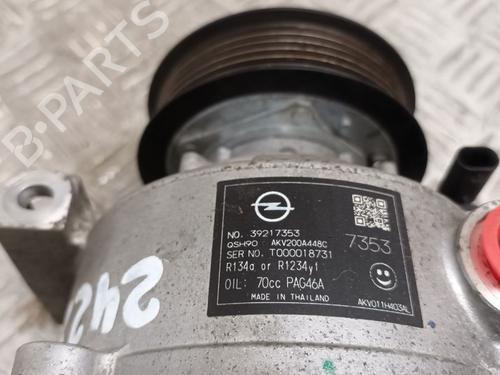 B-PARTS
NO. 39217353
QSH90 AKV200A448C
7353
SER NO. T000018731
R134a or R1234yf
OIL: 70cc PAG46A
MADE IN THAILAND
AKV011H403AL
242